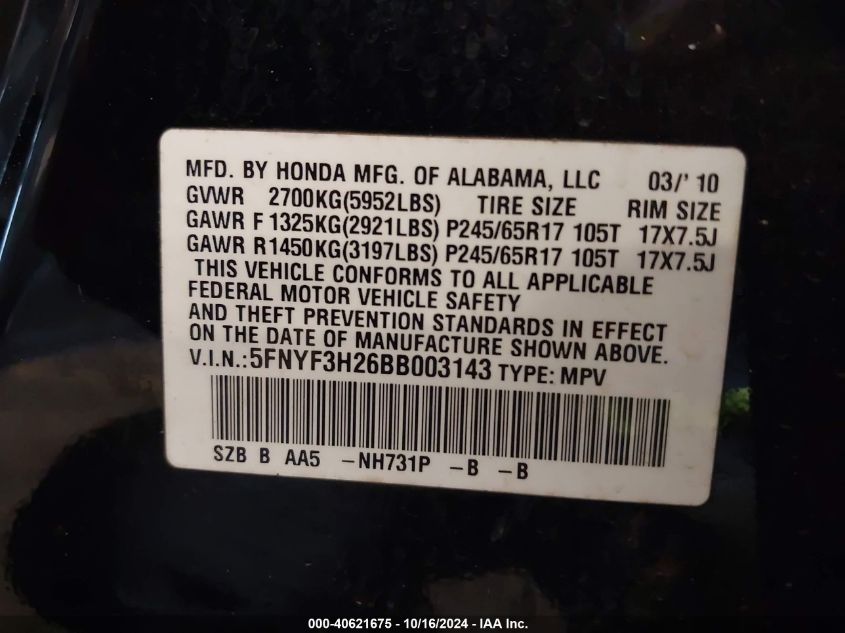 MFD. BY HONDA MFG. OF ALABAMA, LLC 03/' 10
GVWR 2700KG(5952LBS) TIRE SIZE RIM SIZE
GAWR F 1325KG(2921LBS) P245/65R17 105T 17X7.5J
GAWR R1450KG(3197LBS) P245/65R17 105T 17X7.5J
THIS VEHICLE CONFORMS TO ALL APPLICABLE
FEDERAL MOTOR VEHICLE SAFETY
AND THEFT PREVENTION STANDARDS IN EFFECT
ON THE DATE OF MANUFACTURE SHOWN ABOVE.
V.I.N.:5FNYF3H26BB003143 TYPE: MPV
SZB B AA5 -NH731P -B -B
000-40621675 - 10/16/2024 - IAA Inc.